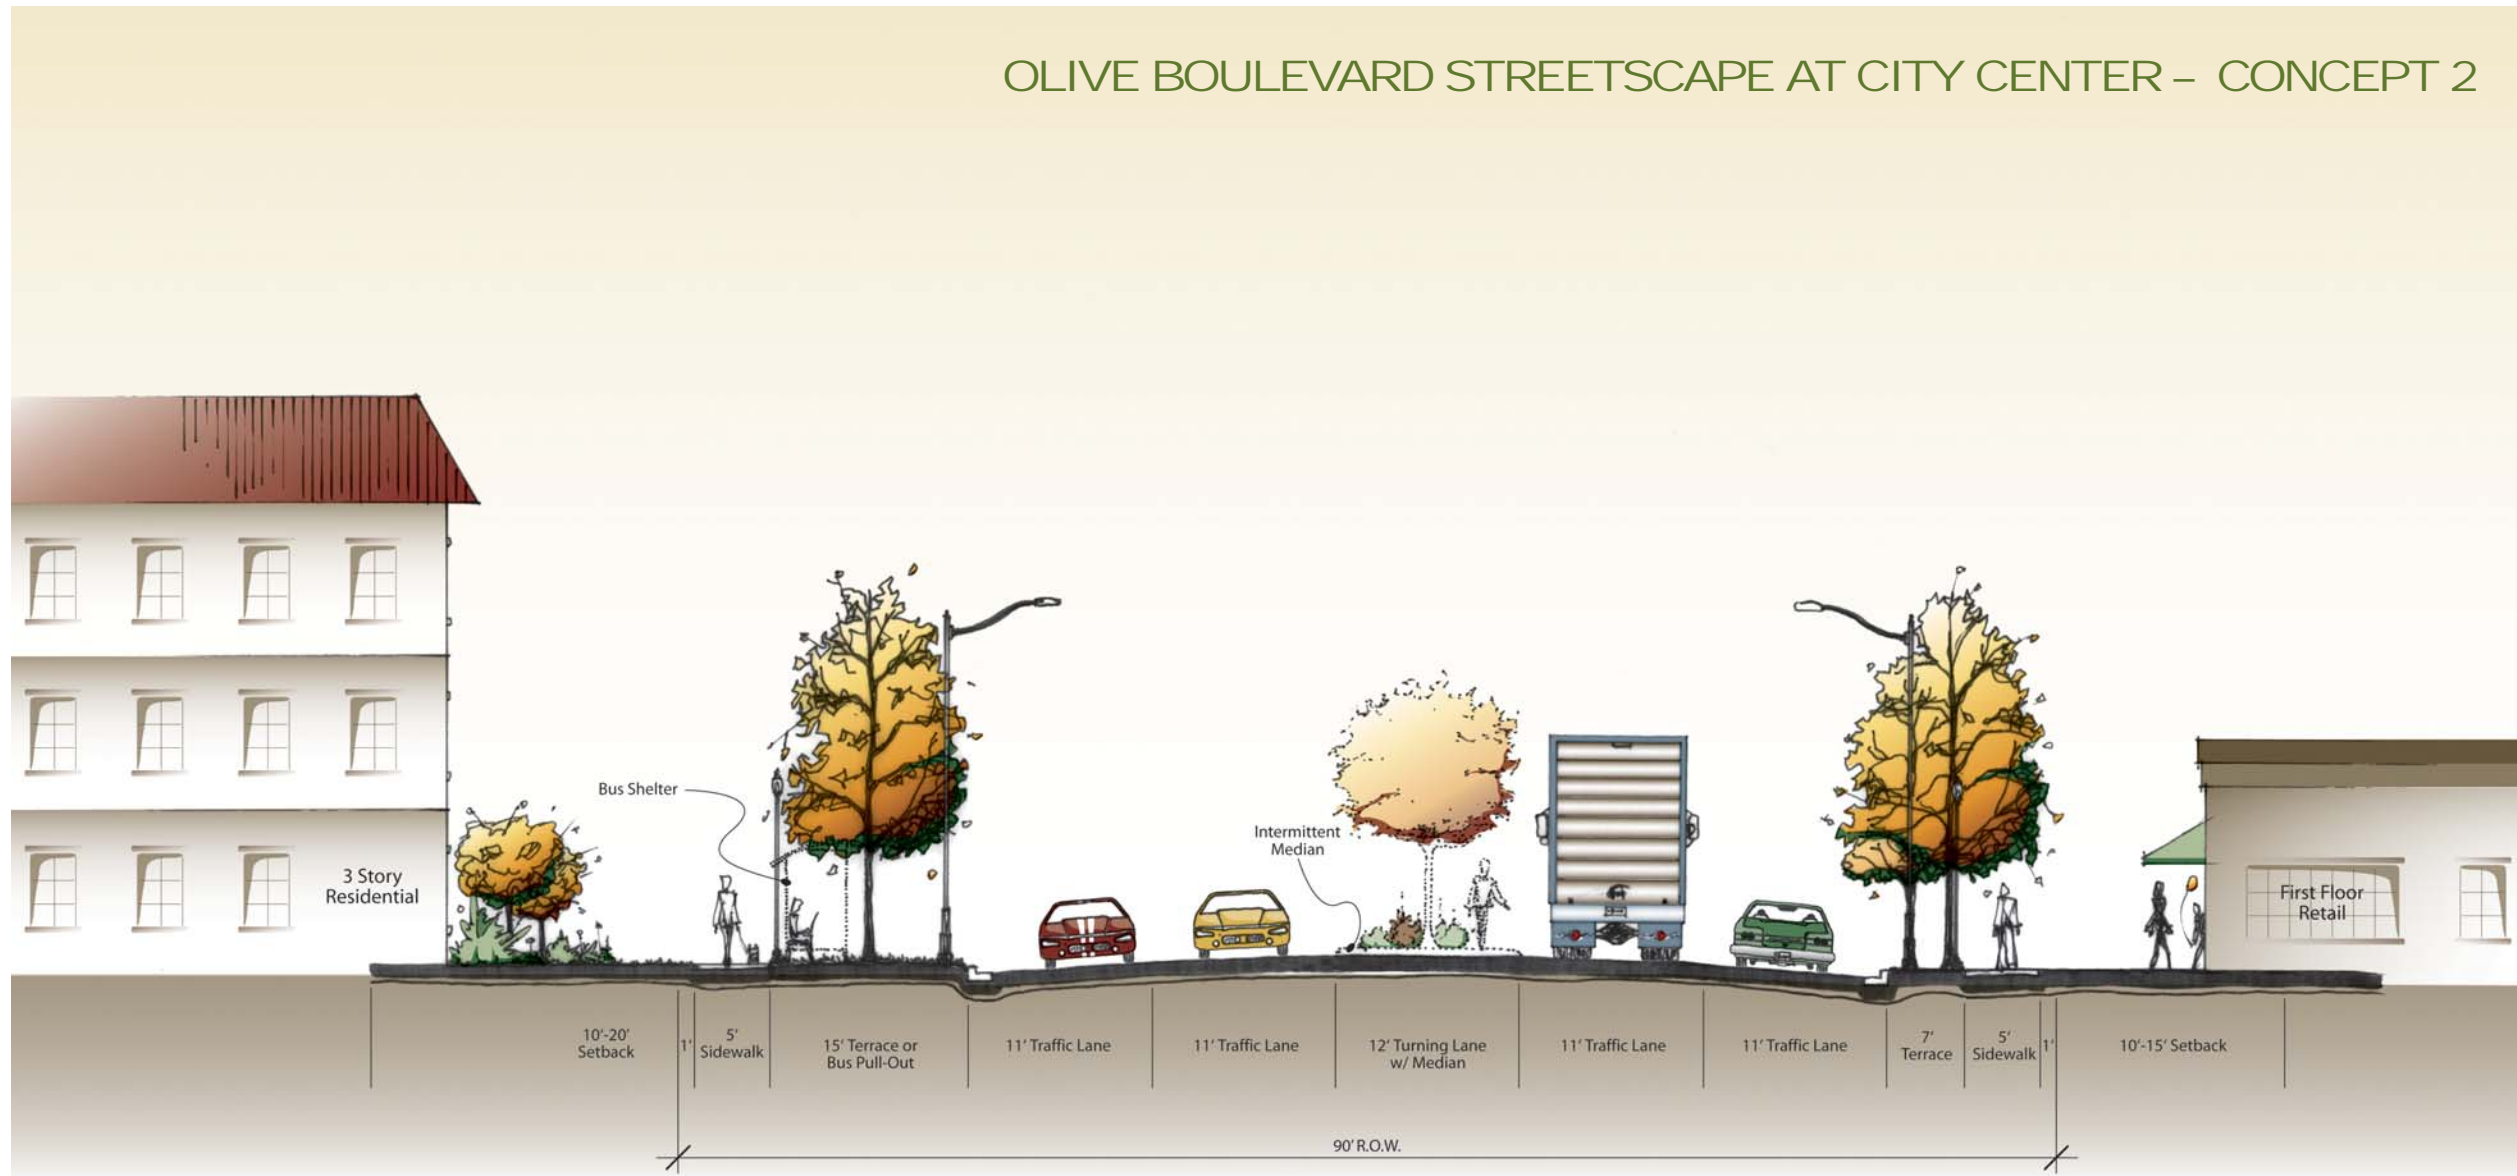 OLIVE BOULEVARD STREETSCAPE AT CITY CENTER – CONCEPT 2
Bus Shelter
Intermittent
Median
3 Story
Residential
First Floor
Retail
10'-20'
Setback
1'
5'
Sidewalk
15' Terrace or
Bus Pull-Out
11' Traffic Lane
11' Traffic Lane
12' Turning Lane
w/ Median
11' Traffic Lane
11' Traffic Lane
7'
Terrace
5'
Sidewalk
1'
10'-15' Setback
90' R.O.W.